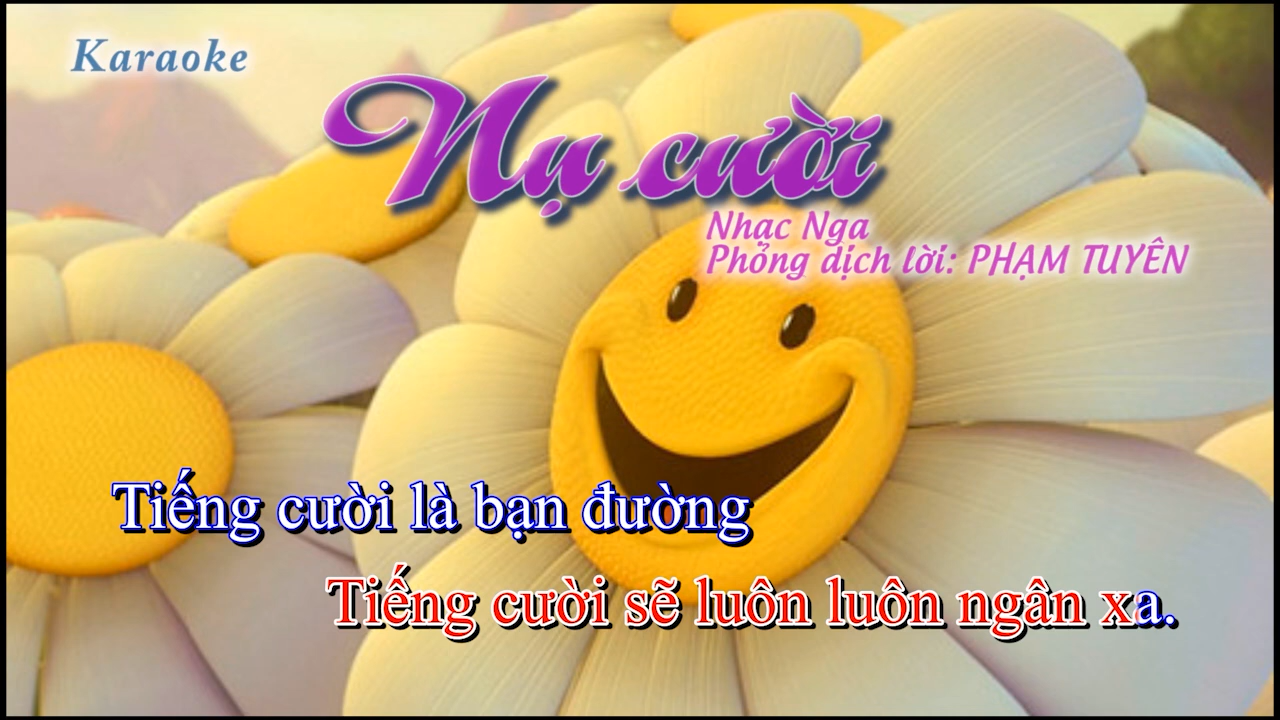 Karaoke
Nụ cười
Nhạc Nga
Phỏng dịch lời: PHẠM TUYÊN
Tiếng cười là bạn đường
Tiếng cười sẽ luôn luôn ngân xa.